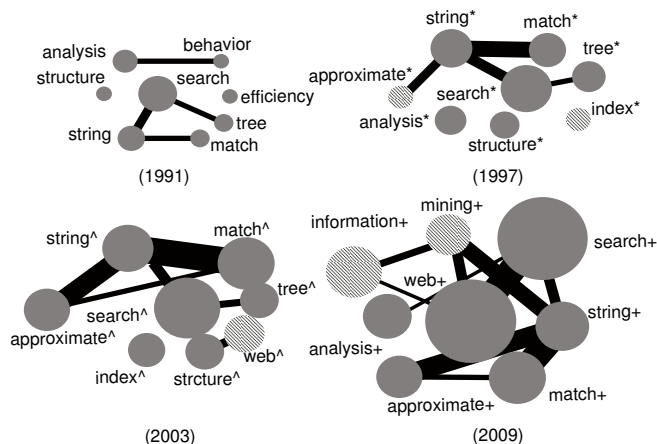 analysis
behavior
structure
search
efficiency
string
tree
match
(1991)
string*
match*
tree*
approximate*
search*
index*
analysis*
structure*
(1997)
string^
match^
tree^
search^
approximate^
web^
index^
strcture^
(2003)
mining+
information+
search+
web+
string+
analysis+
match+
approximate+
(2009)